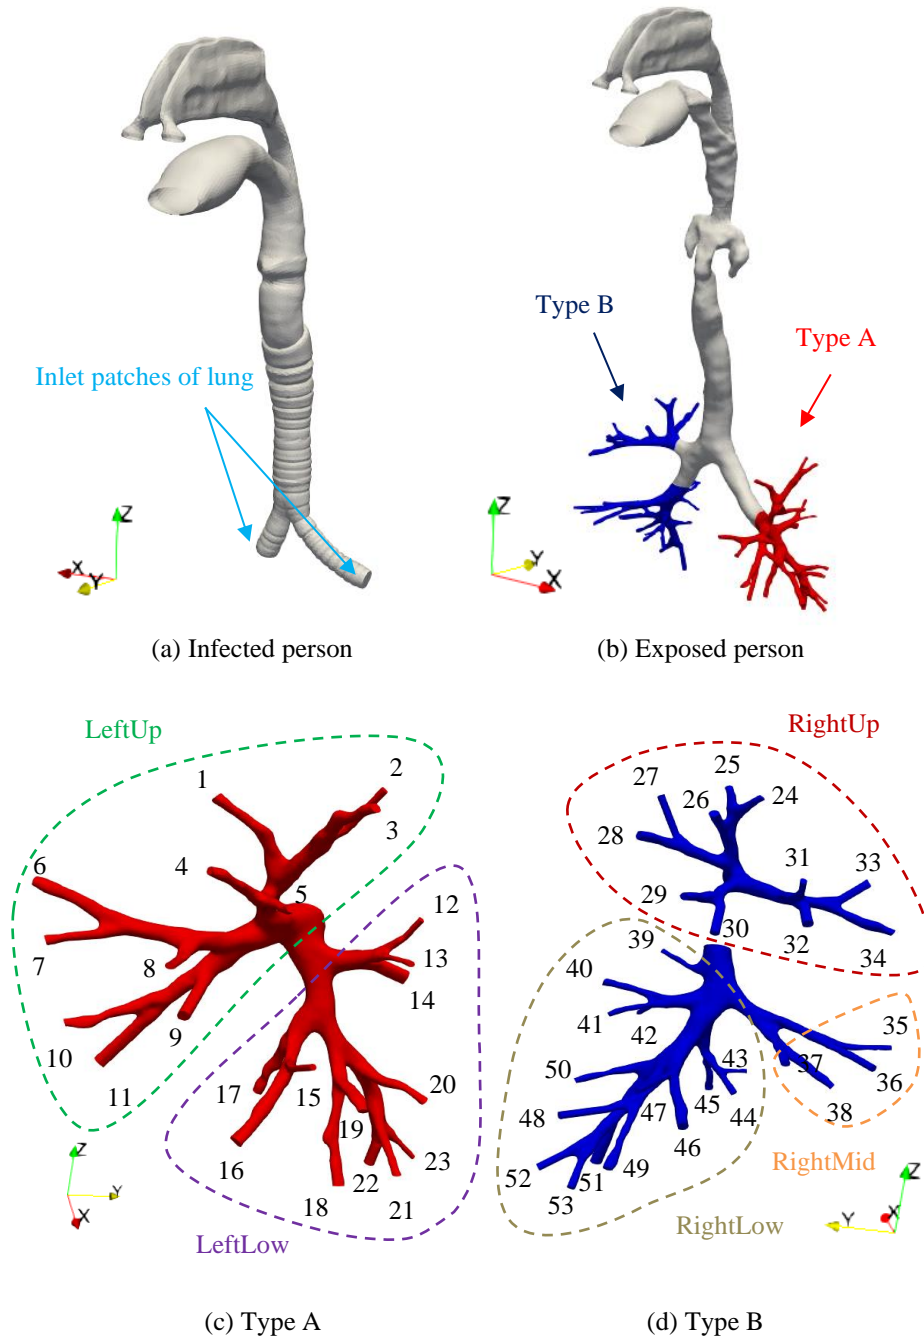 Type B
Type A
Inlet patches of lung
Z
X
Y
Z
Y
X
(a) Infected person
(b) Exposed person
LeftUp
RightUp
1
2
3
4
5
6
7
8
9
10
11
12
13
14
15
16
17
18
19
20
21
22
23
LeftLow
Z
Y
X
24
25
26
27
28
29
30
31
32
33
34
35
36
37
38
RightMid
39
40
41
42
43
44
45
46
47
48
49
50
51
52
53
RightLow
Z
X
Y
(c) Type A
(d) Type B